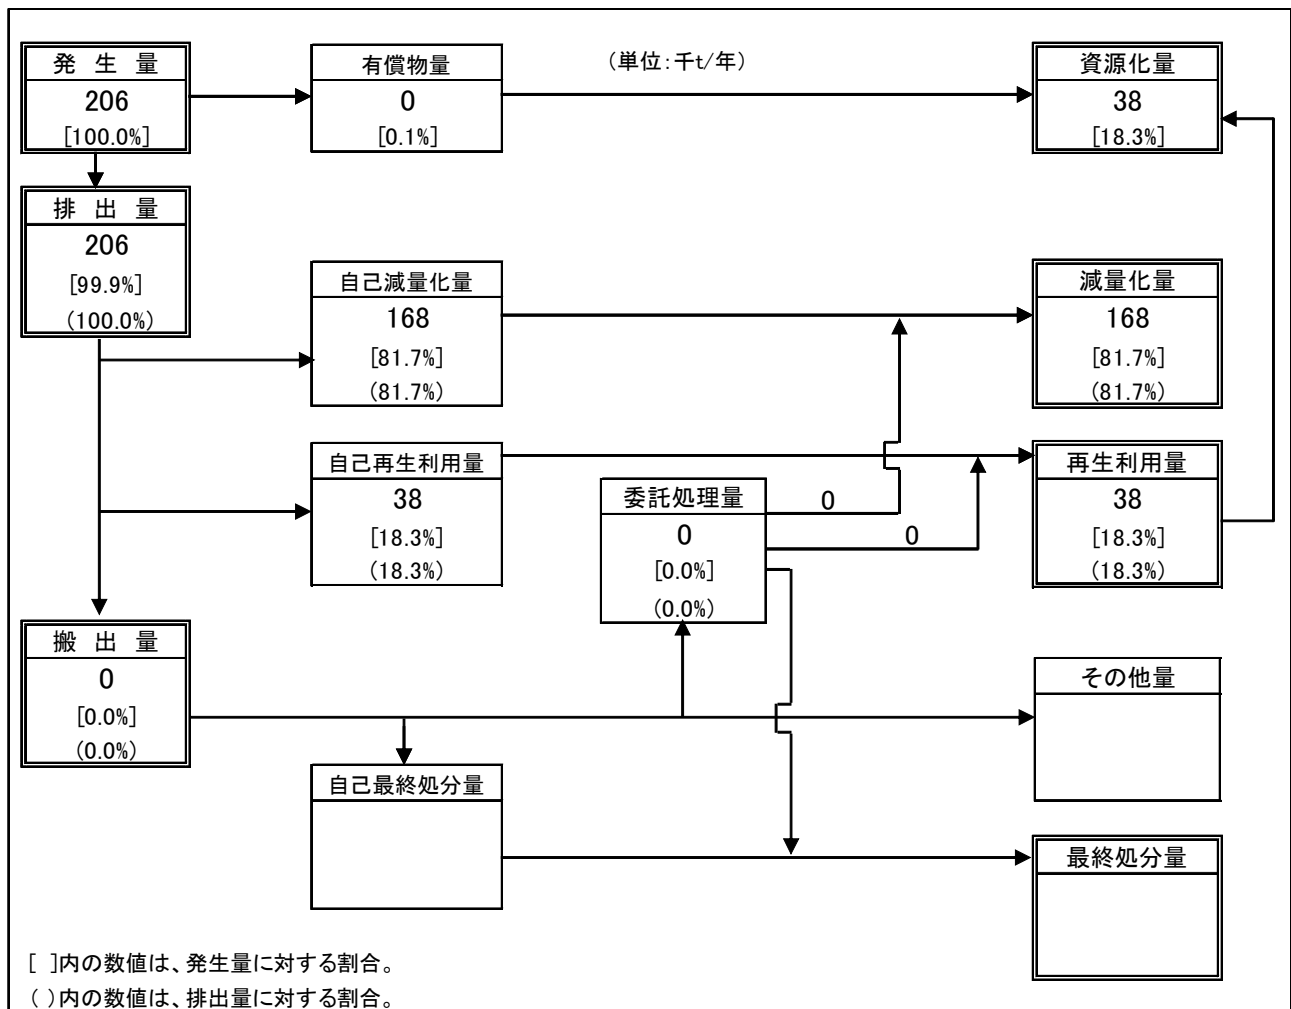 発 生 量
206
[100.0%]
有償物量
0
[0.1%]
(単位:千t/年)
資源化量
38
[18.3%]
排 出 量
206
[99.9%]
(100.0%)
自己減量化量
168
[81.7%]
(81.7%)
減量化量
168
[81.7%]
(81.7%)
自己再生利用量
38
[18.3%]
(18.3%)
委託処理量
0
[0.0%]
(0.0%)
0
0
再生利用量
38
[18.3%]
(18.3%)
搬 出 量
0
[0.0%]
(0.0%)
その他量
自己最終処分量
最終処分量
[ ]内の数値は、発生量に対する割合。
( )内の数値は、排出量に対する割合。